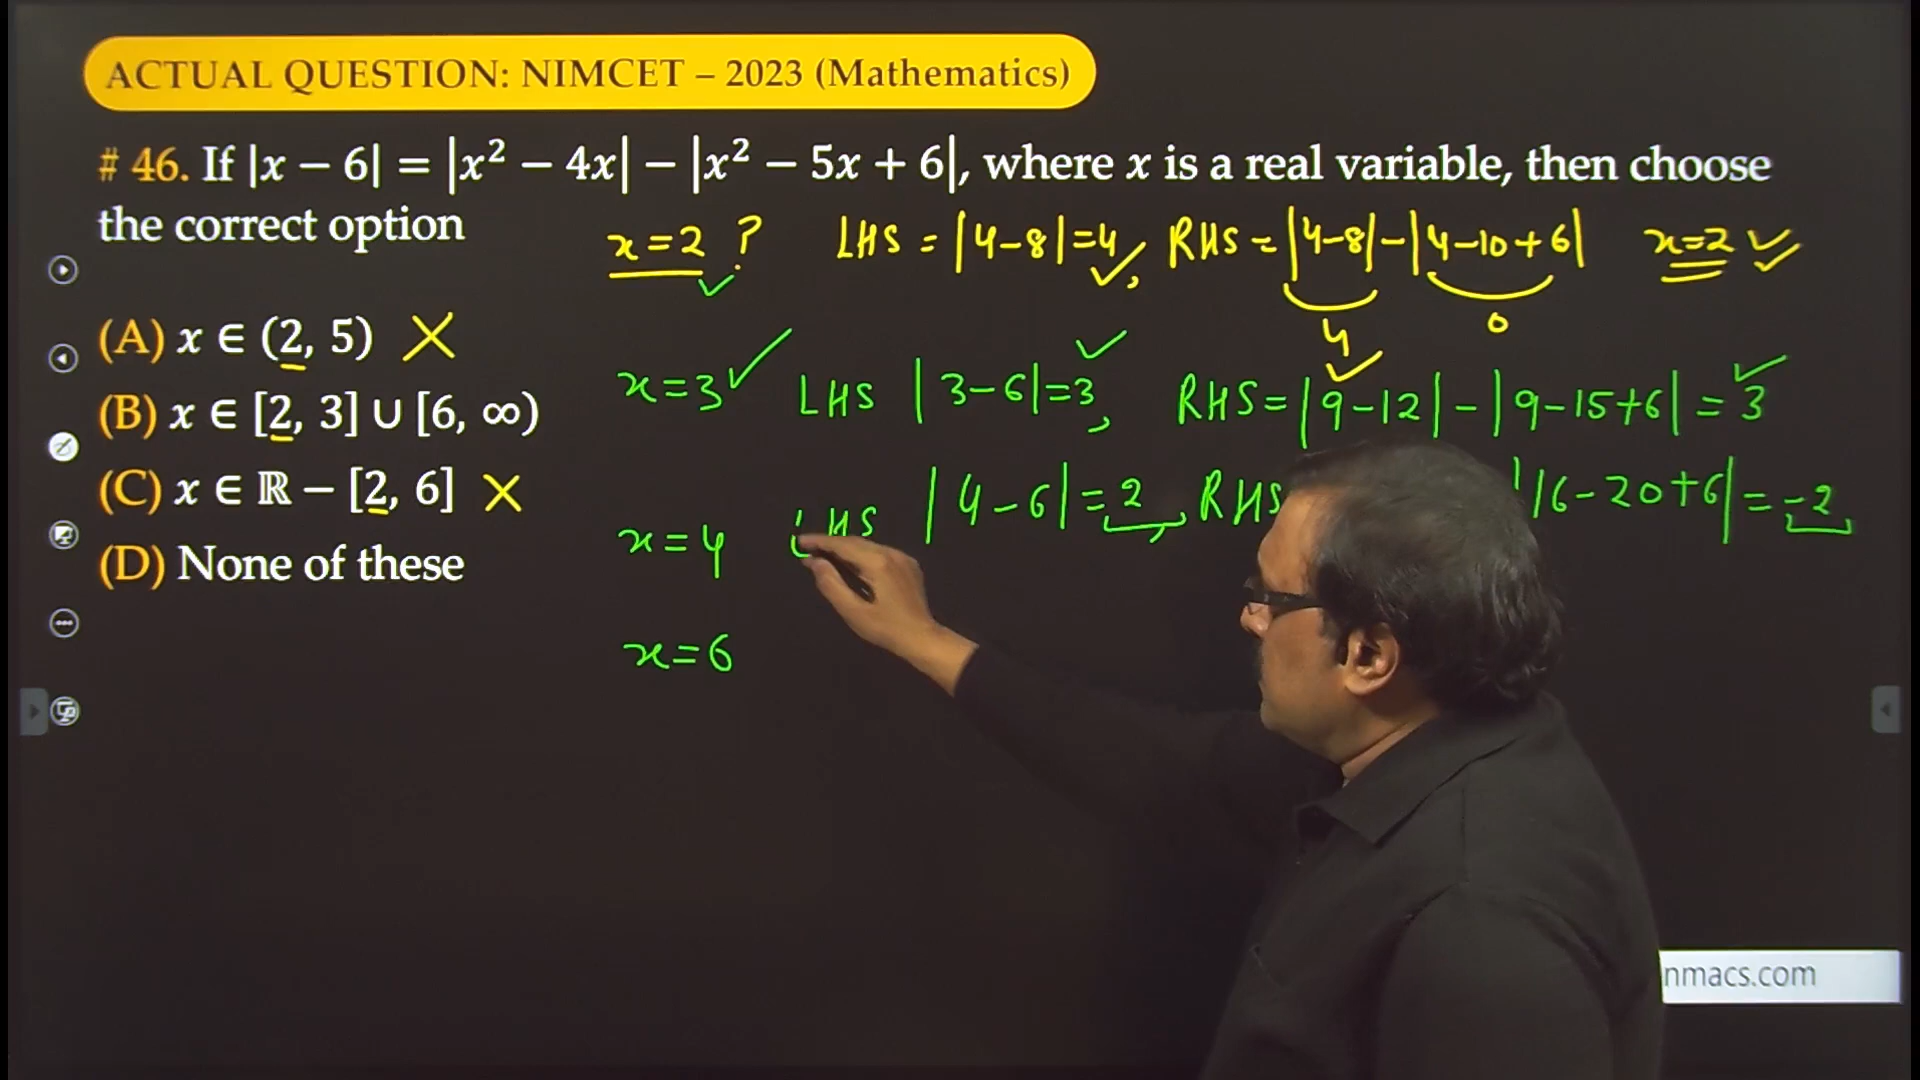 ACTUAL QUESTION: NIMCET – 2023 (Mathematics)
# 46. If |x − 6| = |x² − 4x| − |x² − 5x + 6|, where x is a real variable, then choose
the correct option
x=2 ? LHS = |4-8|=4, RHS = |4-8|-|4-10+6| x=2
4 0
(A) x ∈ (2, 5)
x=3 LHS |3-6|=3, RHS=|9-12|-|9-15+6|=3
(B) x ∈ [2, 3] ∪ [6, ∞)
(C) x ∈ ℝ − [2, 6]
x=4 LHS |4-6|=2, RHS |16-20+6|=-2
(D) None of these
x=6
nmacs.com